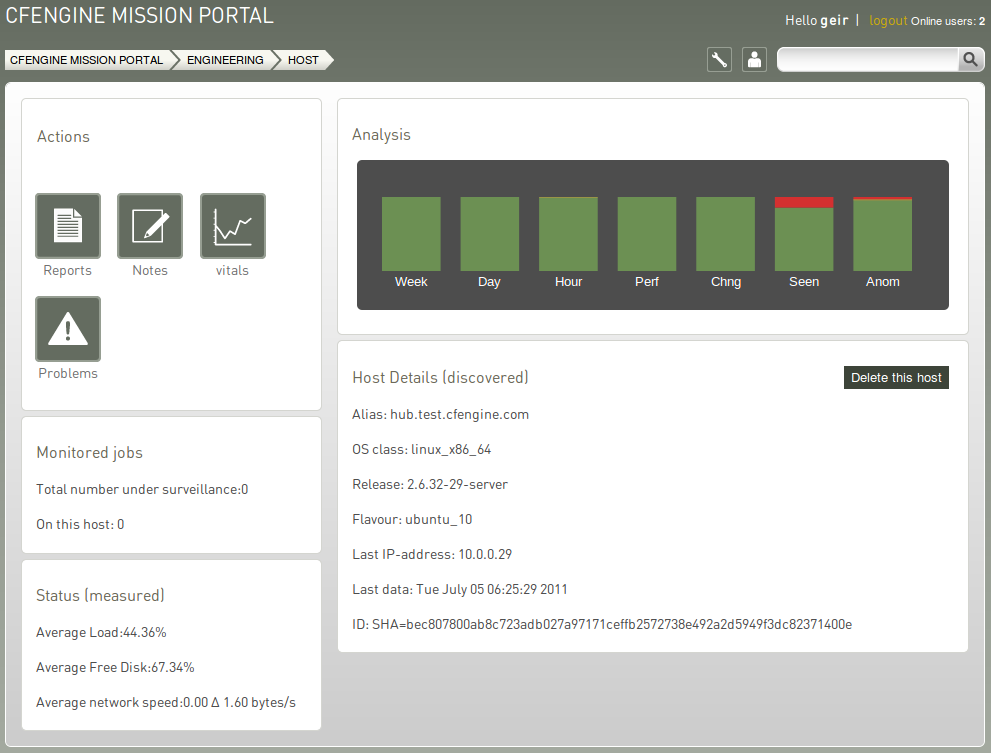 CFENGINE MISSION PORTAL
Hello geir | logout Online users: 2
CFENGINE MISSION PORTAL ENGINEERING HOST
Actions
Reports Notes vitals
Problems
Monitored jobs
Total number under surveillance:0
On this host: 0
Status (measured)
Average Load:44.36%
Average Free Disk:67.34%
Average network speed:0.00 Δ 1.60 bytes/s
Analysis
Week Day Hour Perf Chng Seen Anom
Host Details (discovered)
Delete this host
Alias: hub.test.cfengine.com
OS class: linux_x86_64
Release: 2.6.32-29-server
Flavour: ubuntu_10
Last IP-address: 10.0.0.29
Last data: Tue July 05 06:25:29 2011
ID: SHA=bec807800ab8c723adb027a97171ceffb2572738e492a2d5949f3dc82371400e